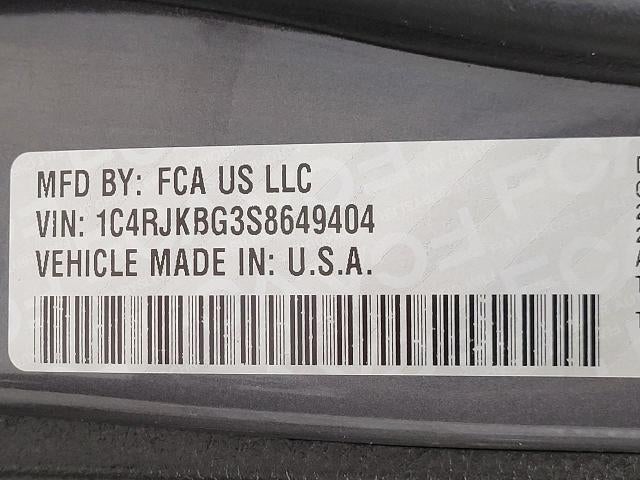 MFD BY: FCA US LLC
VIN: 1C4RJKBG3S8649404
VEHICLE MADE IN: U.S.A.